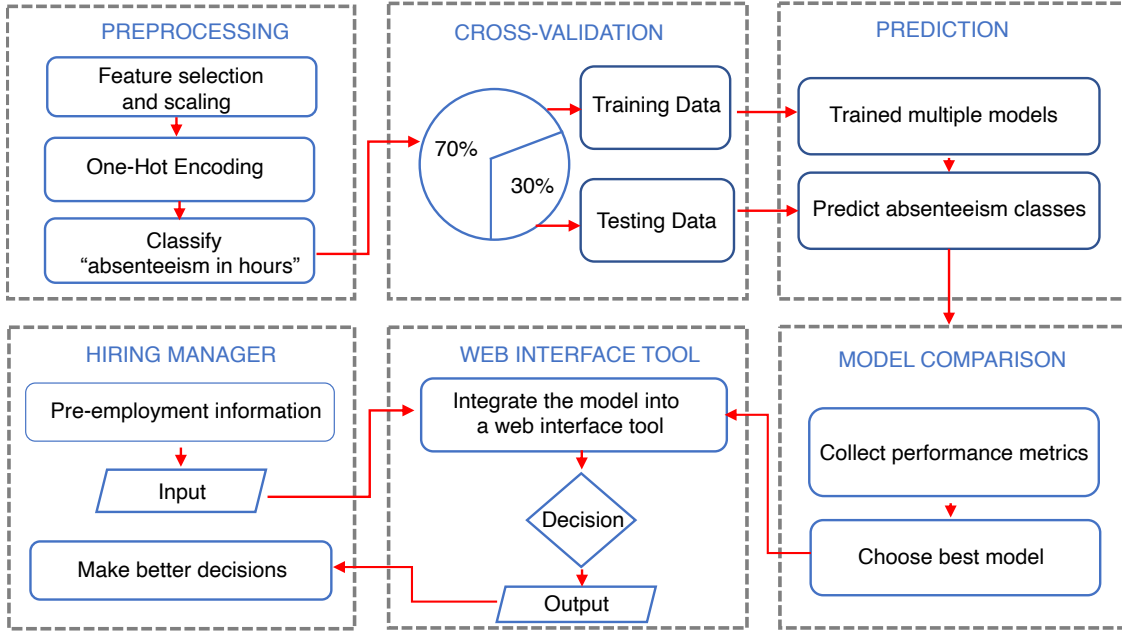 PREPROCESSING
Feature selection
and scaling
One-Hot Encoding
Classify
“absenteeism in hours”
CROSS-VALIDATION
70%
30%
Training Data
Testing Data
PREDICTION
Trained multiple models
Predict absenteeism classes
HIRING MANAGER
Pre-employment information
Input
Make better decisions
WEB INTERFACE TOOL
Integrate the model into
a web interface tool
Decision
Output
MODEL COMPARISON
Collect performance metrics
Choose best model